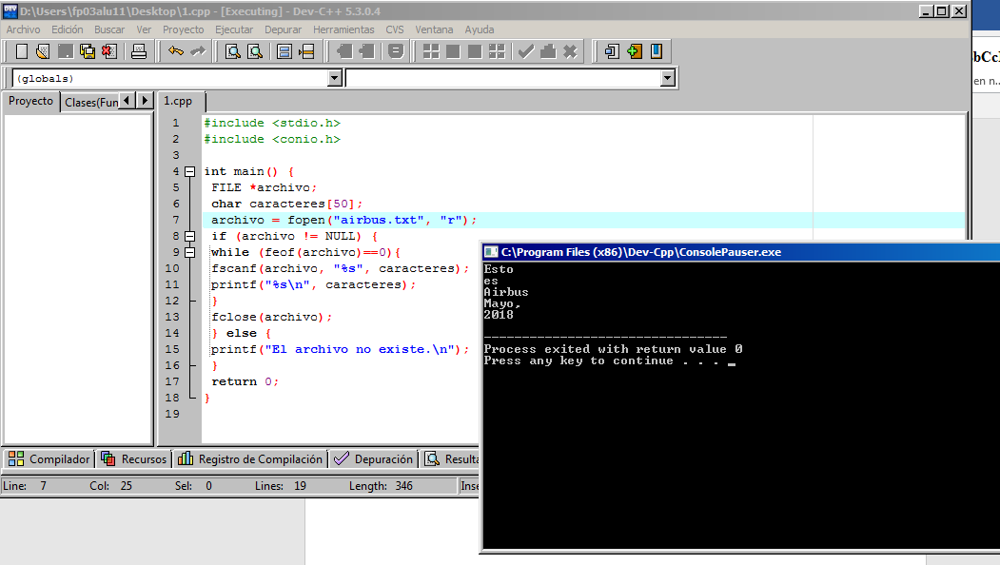 D:\Users\fp03alu11\Desktop\1.cpp - [Executing] - Dev-C++ 5.3.0.4
Archivo Edición Buscar Ver Proyecto Ejecutar Depurar Herramientas CVS Ventana Ayuda
(globals)
Proyecto Clases(Fun 1.cpp
1 #include <stdio.h>
2 #include <conio.h>
3
4 int main() {
5 FILE *archivo;
6 char caracteres[50];
7 archivo = fopen("airbus.txt", "r");
8 if (archivo != NULL) {
9 while (feof(archivo)==0){
10 fscanf(archivo, "%s", caracteres);
11 printf("%s\n", caracteres);
12 }
13 fclose(archivo);
14 } else {
15 printf("El archivo no existe.\n");
16 }
17 return 0;
18 }
19
Compilador Recursos Registro de Compilación Depuración Resulta
Line: 7 Col: 25 Sel: 0 Lines: 19 Length: 346 Inse
C:\Program Files (x86)\Dev-Cpp\ConsolePauser.exe
Esto
es
Airbus
Mayo,
2018
--------------------------------
Process exited with return value 0
Press any key to continue . . .
bCcI
en n..